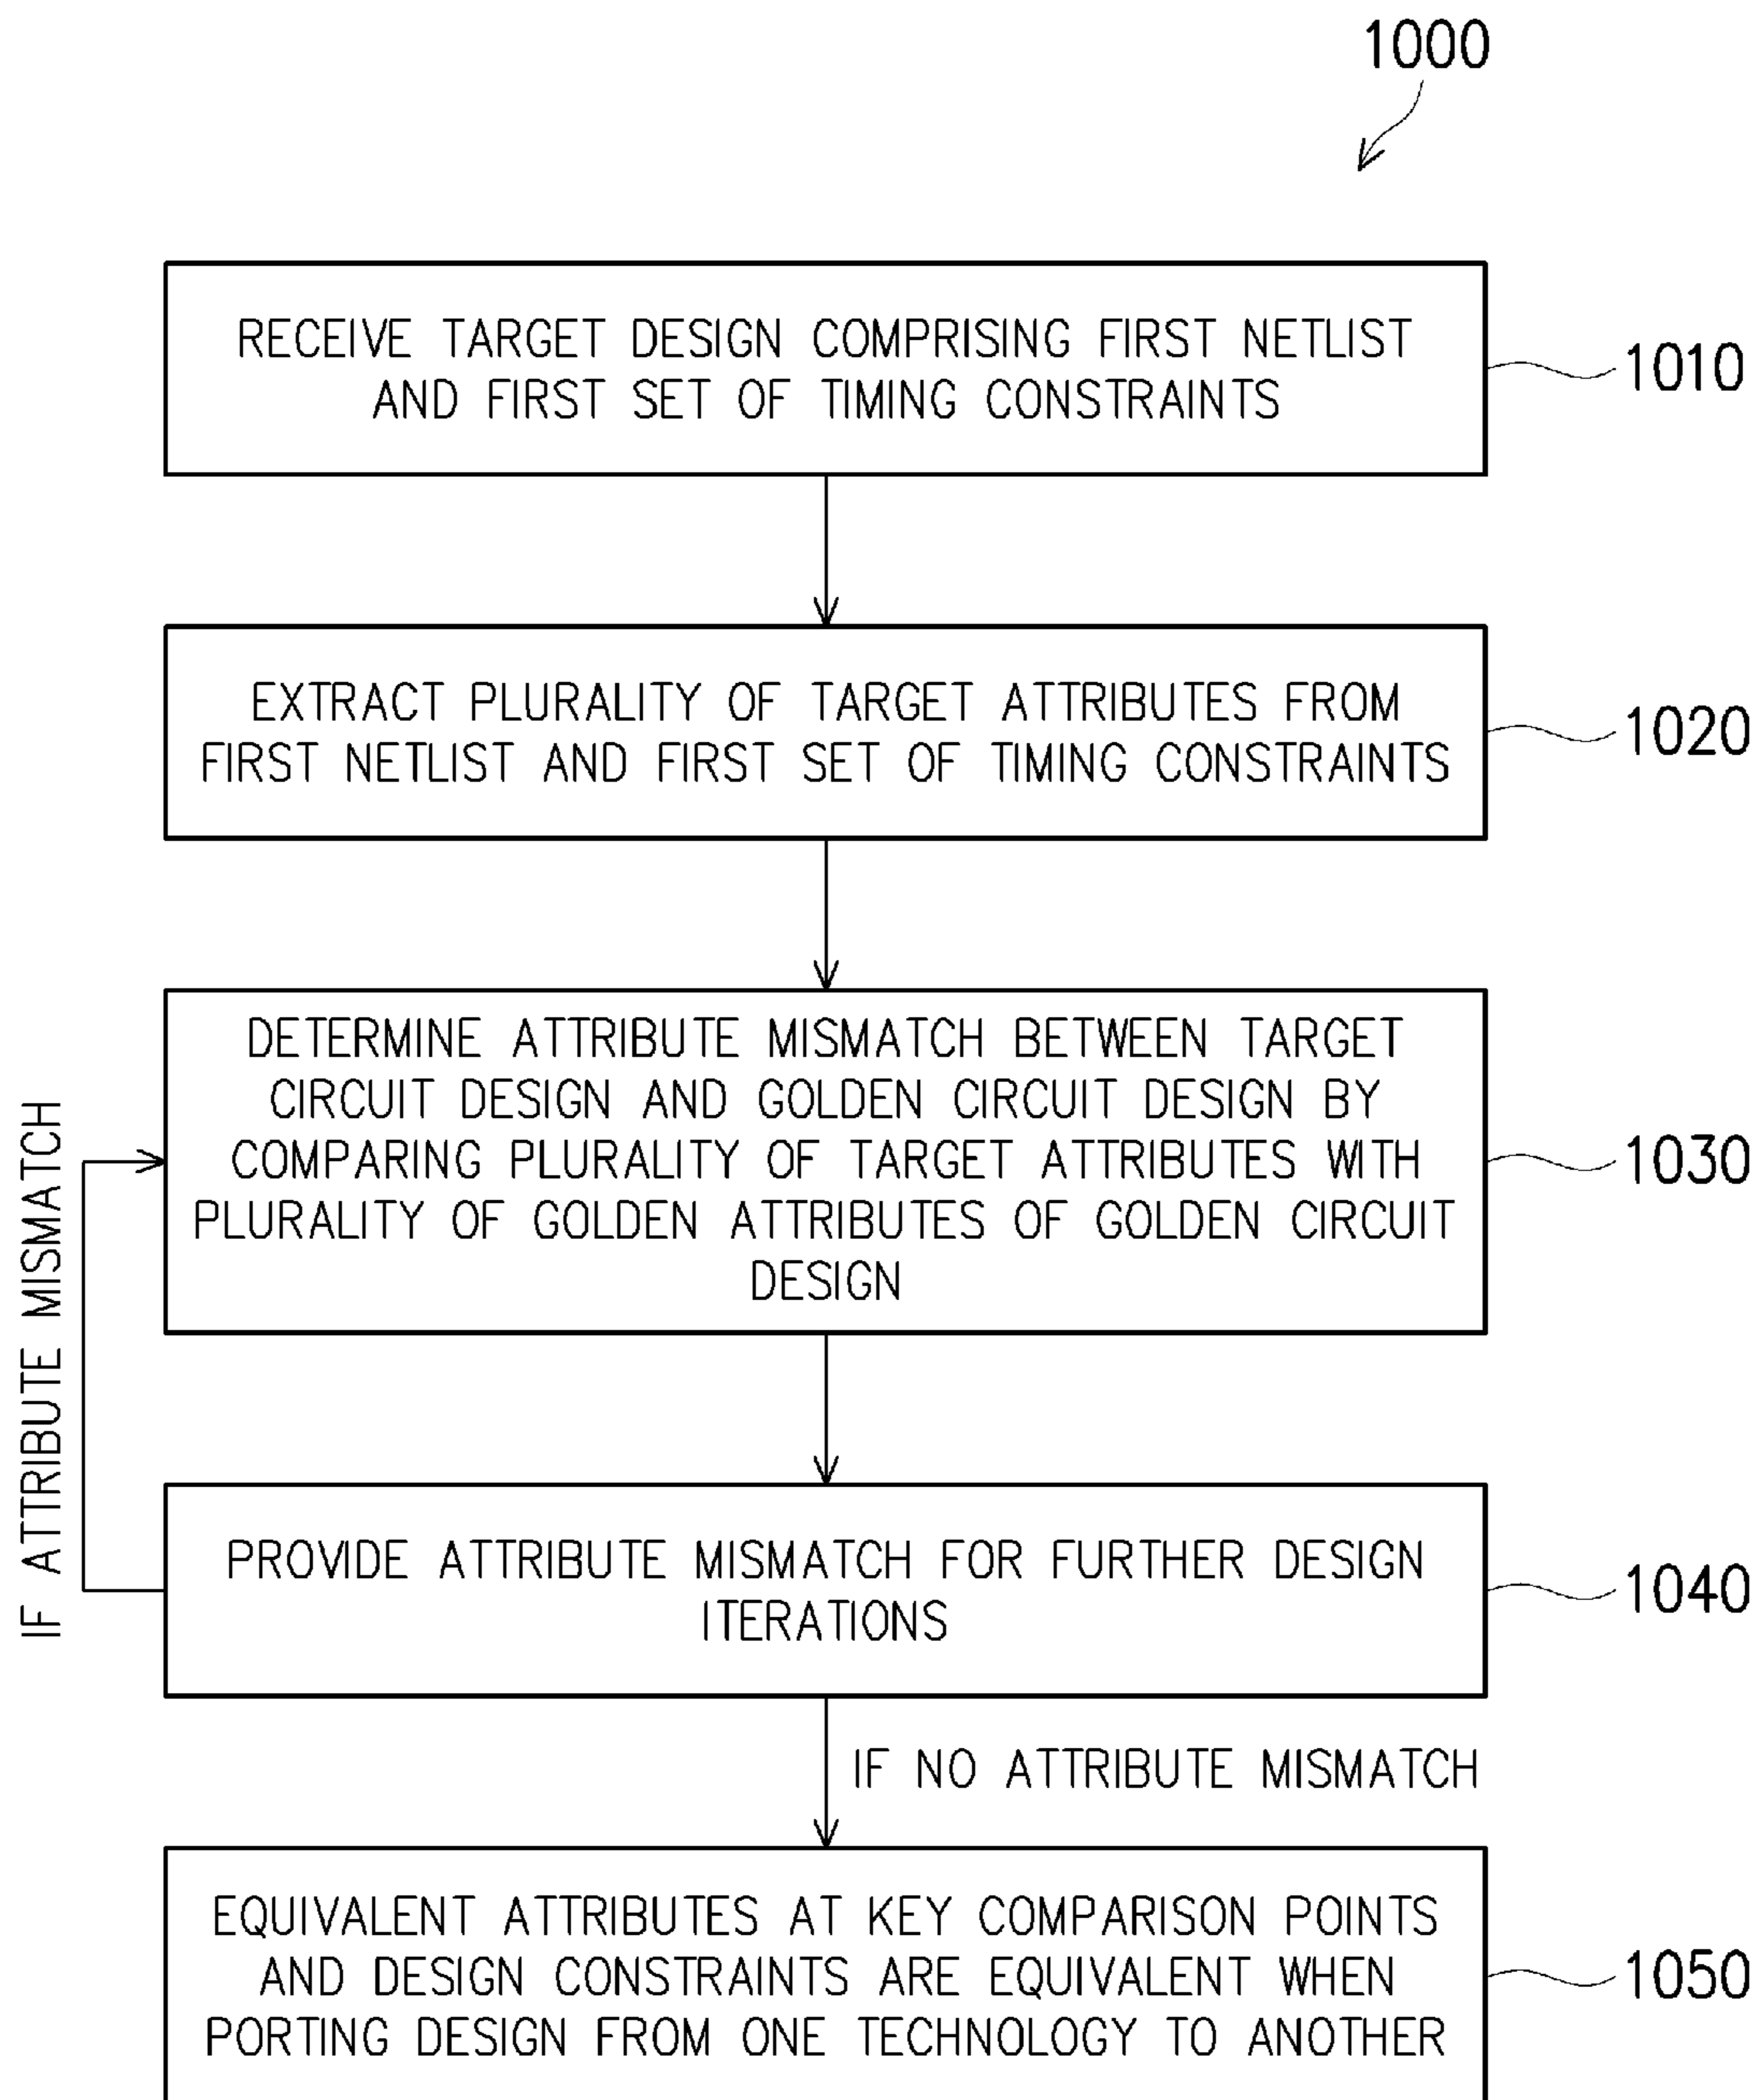 1000
RECEIVE TARGET DESIGN COMPRISING FIRST NETLIST
AND FIRST SET OF TIMING CONSTRAINTS
1010
EXTRACT PLURALITY OF TARGET ATTRIBUTES FROM
FIRST NETLIST AND FIRST SET OF TIMING CONSTRAINTS
1020
DETERMINE ATTRIBUTE MISMATCH BETWEEN TARGET
CIRCUIT DESIGN AND GOLDEN CIRCUIT DESIGN BY
COMPARING PLURALITY OF TARGET ATTRIBUTES WITH
PLURALITY OF GOLDEN ATTRIBUTES OF GOLDEN CIRCUIT
DESIGN
1030
IF ATTRIBUTE MISMATCH
PROVIDE ATTRIBUTE MISMATCH FOR FURTHER DESIGN
ITERATIONS
1040
IF NO ATTRIBUTE MISMATCH
EQUIVALENT ATTRIBUTES AT KEY COMPARISON POINTS
AND DESIGN CONSTRAINTS ARE EQUIVALENT WHEN
PORTING DESIGN FROM ONE TECHNOLOGY TO ANOTHER
1050